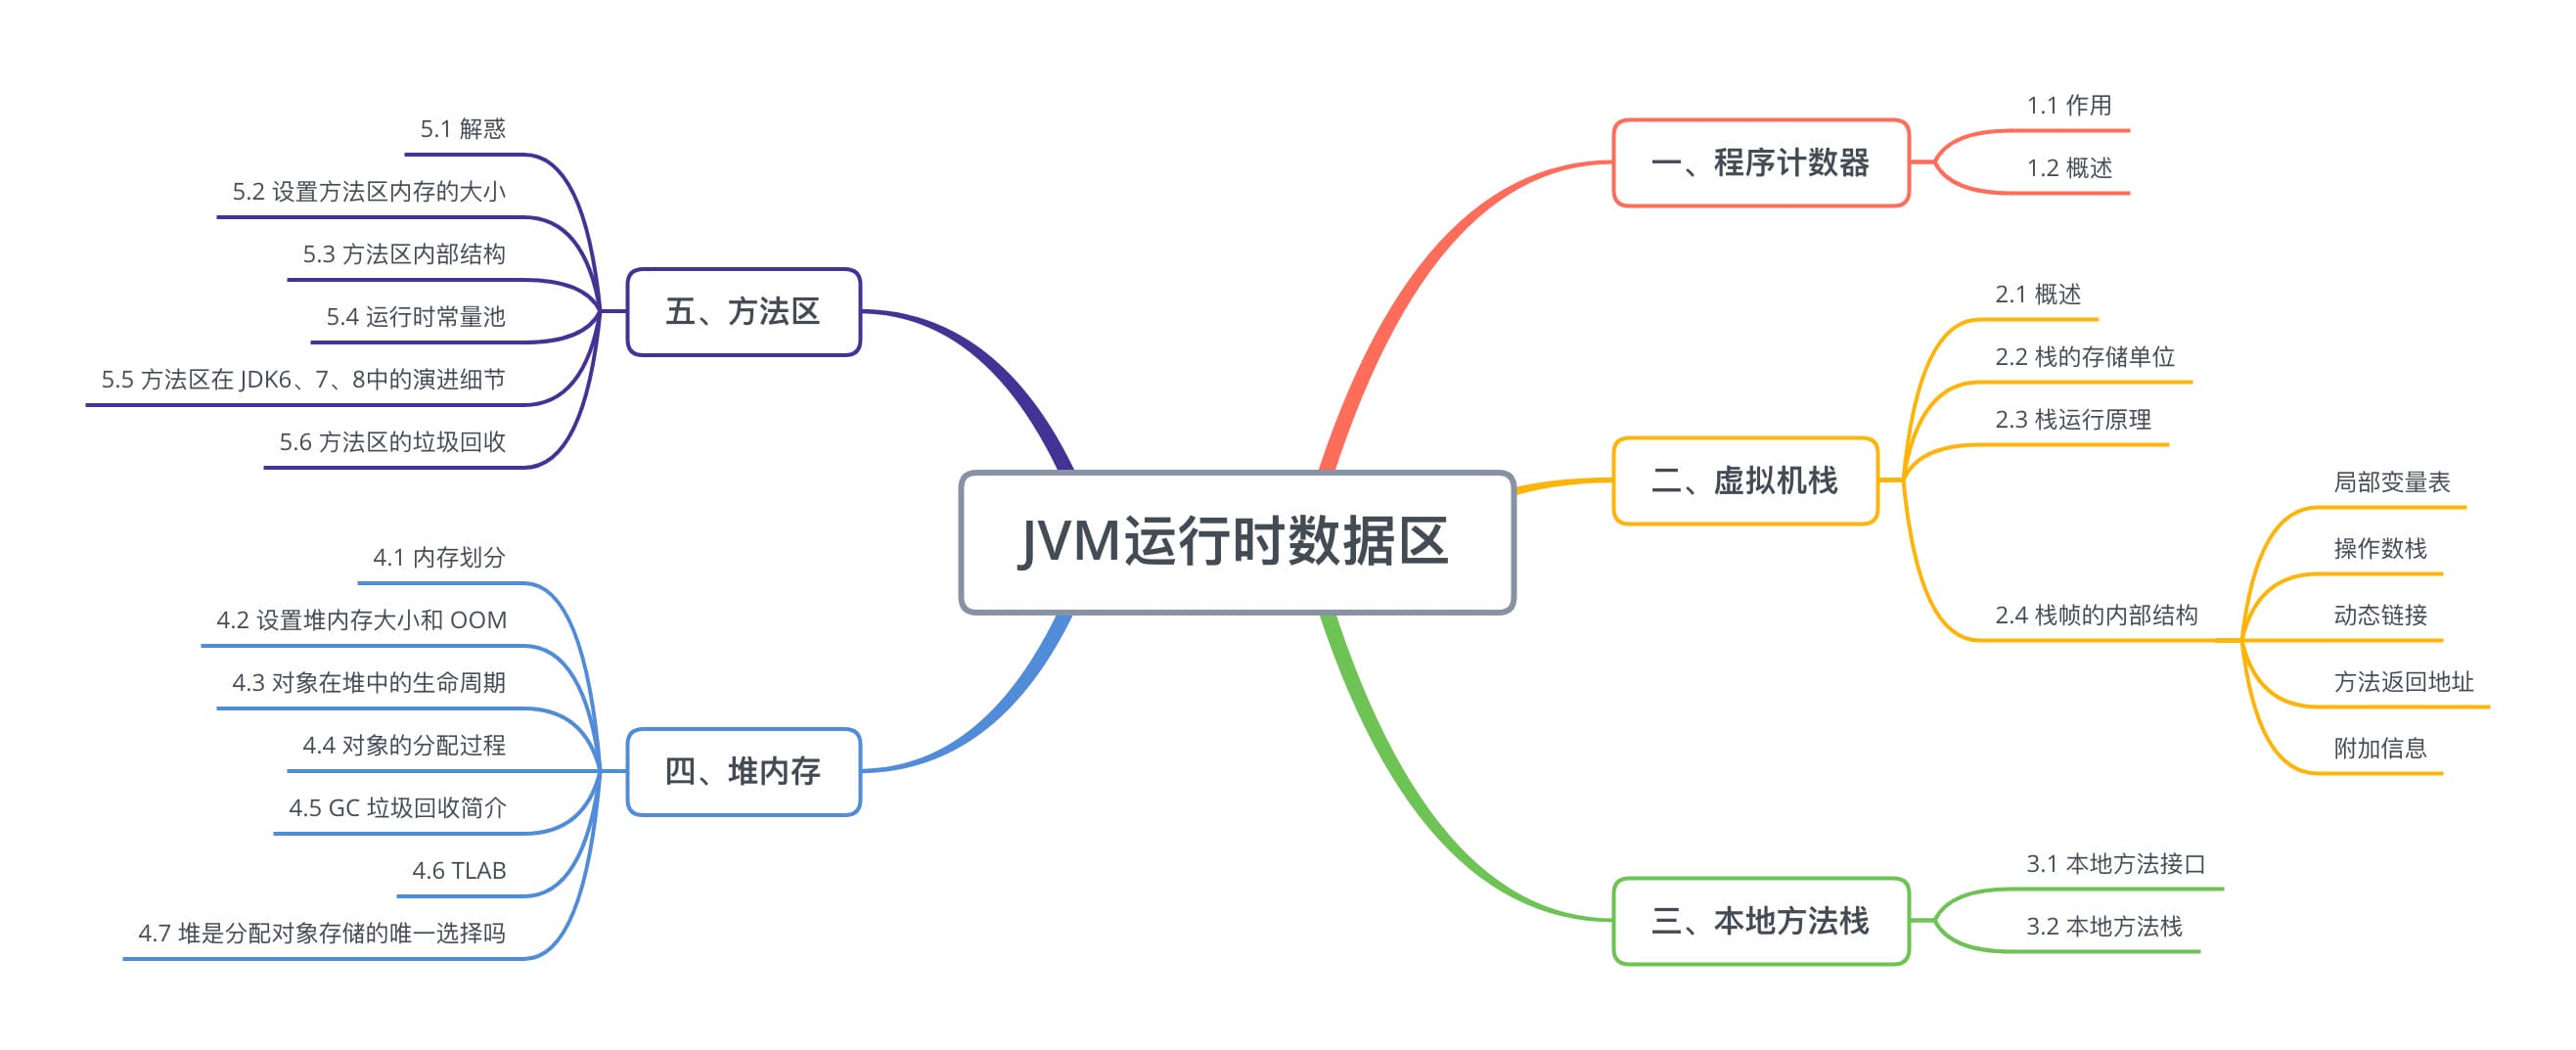 JVM运行时数据区
一、程序计数器
1.1 作用
1.2 概述
二、虚拟机栈
2.1 概述
2.2 栈的存储单位
2.3 栈运行原理
2.4 栈帧的内部结构
局部变量表
操作数栈
动态链接
方法返回地址
附加信息
三、本地方法栈
3.1 本地方法接口
3.2 本地方法栈
四、堆内存
4.1 内存划分
4.2 设置堆内存大小和 OOM
4.3 对象在堆中的生命周期
4.4 对象的分配过程
4.5 GC 垃圾回收简介
4.6 TLAB
4.7 堆是分配对象存储的唯一选择吗
五、方法区
5.1 解惑
5.2 设置方法区内存的大小
5.3 方法区内部结构
5.4 运行时常量池
5.5 方法区在 JDK6、7、8中的演进细节
5.6 方法区的垃圾回收